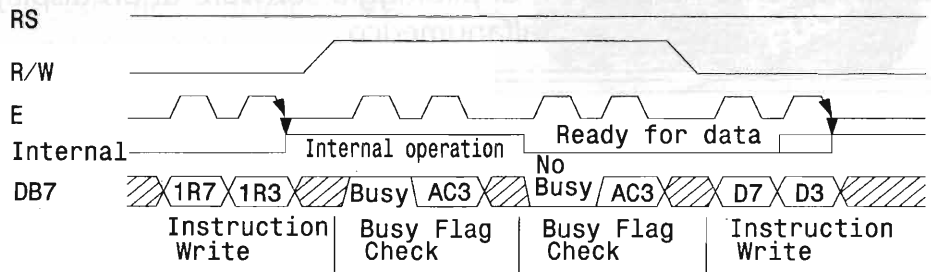 RS
R/W
E
Internal Internal operation Ready for data
DB7 1R7 1R3 Busy AC3 No Busy AC3 D7 D3
Instruction Write Busy Flag Check Busy Flag Check Instruction Write